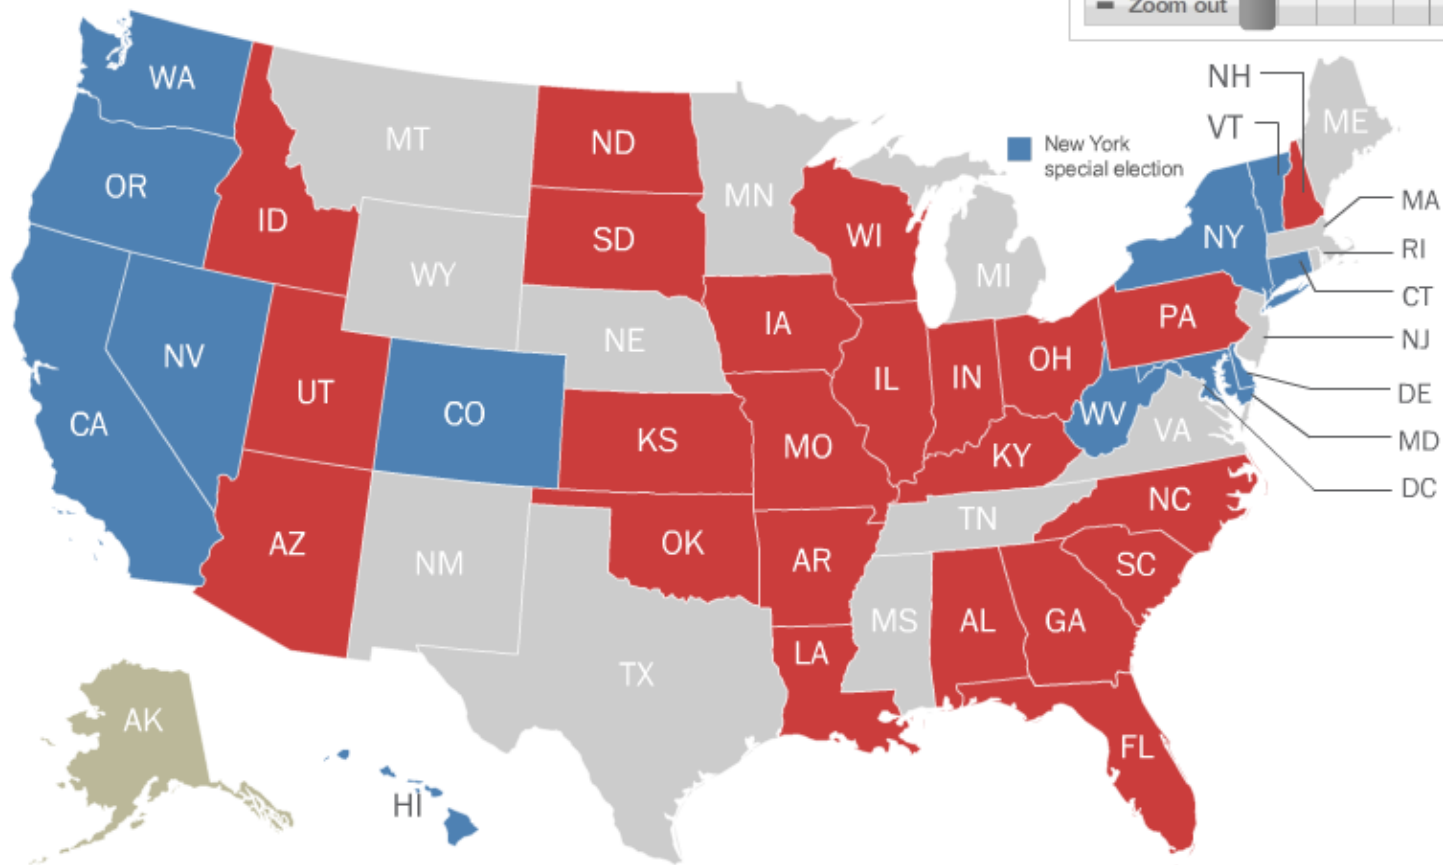 Zoom out
NH
WA
ME
VT
MT
ND
New York
special election
OR
MN
MA
ID
SD
WI
NY
RI
WY
MI
CT
IA
PA
NE
NJ
NV
OH
UT
IL
IN
DE
CO
WV
CA
KS
MO
VA
MD
KY
DC
NC
TN
AZ
OK
AR
NM
SC
MS
AL
GA
LA
TX
AK
FL
HI